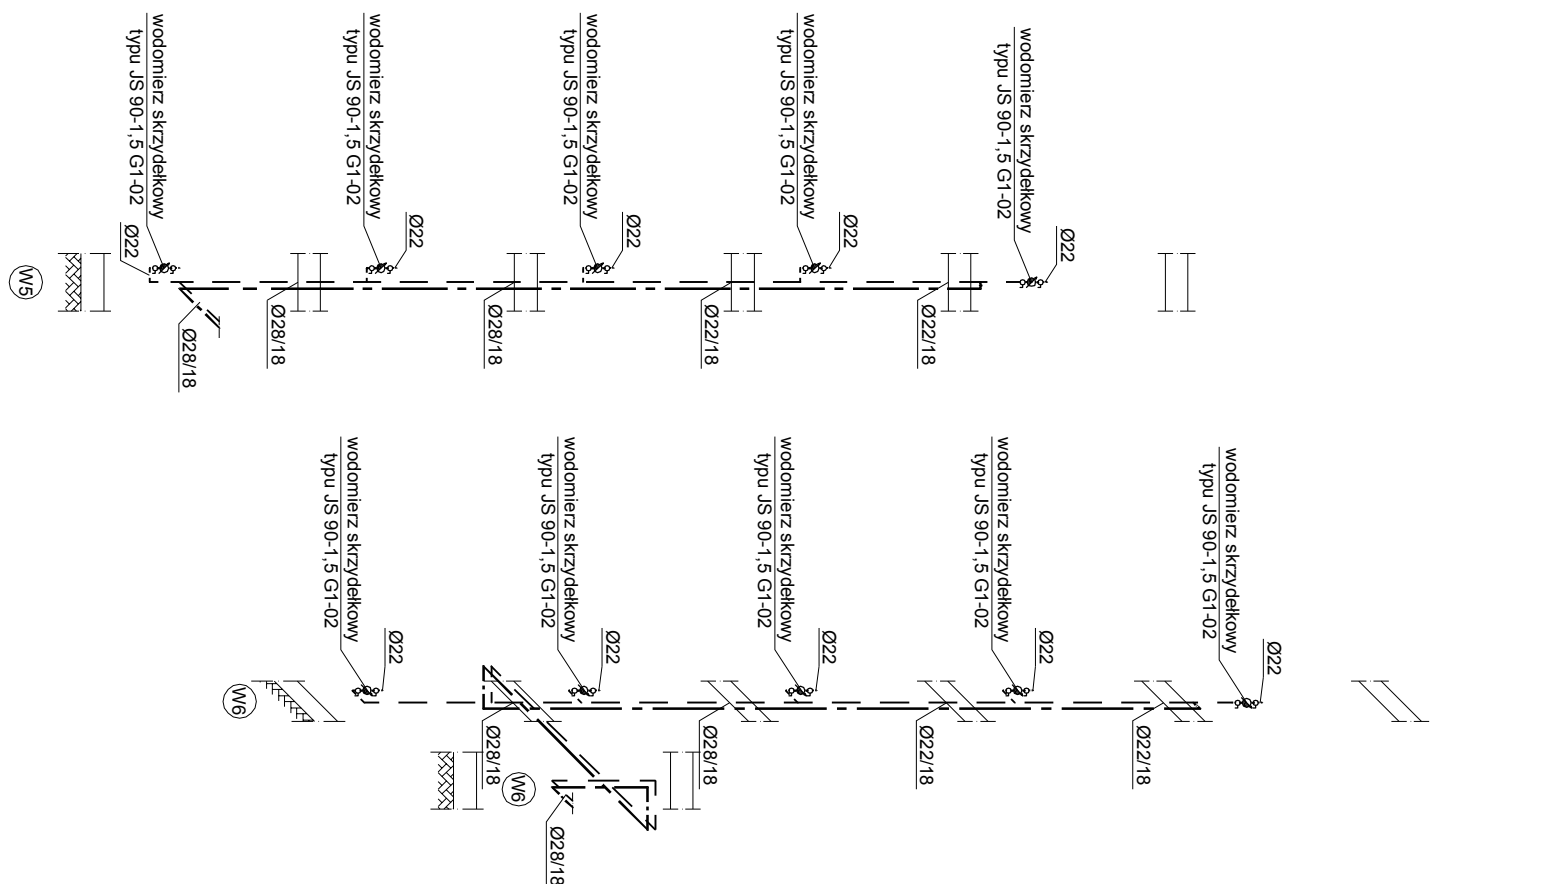 wodomierz skrzydełkowy
typu JS 90-1,5 G1-02
wodomierz skrzydełkowy
typu JS 90-1,5 G1-02
wodomierz skrzydełkowy
typu JS 90-1,5 G1-02
wodomierz skrzydełkowy
typu JS 90-1,5 G1-02
wodomierz skrzydełkowy
typu JS 90-1,5 G1-02
Ø22
Ø22
Ø22
Ø22
Ø22
Ø22
W5
Ø28/18
Ø28/18
Ø28/18
Ø22/18
Ø22/18
wodomierz skrzydełkowy
typu JS 90-1,5 G1-02
wodomierz skrzydełkowy
typu JS 90-1,5 G1-02
wodomierz skrzydełkowy
typu JS 90-1,5 G1-02
wodomierz skrzydełkowy
typu JS 90-1,5 G1-02
wodomierz skrzydełkowy
typu JS 90-1,5 G1-02
Ø22
Ø22
Ø22
Ø22
Ø22
W6
Ø28/18
Ø28/18
Ø22/18
Ø22/18
W6
Ø28/18